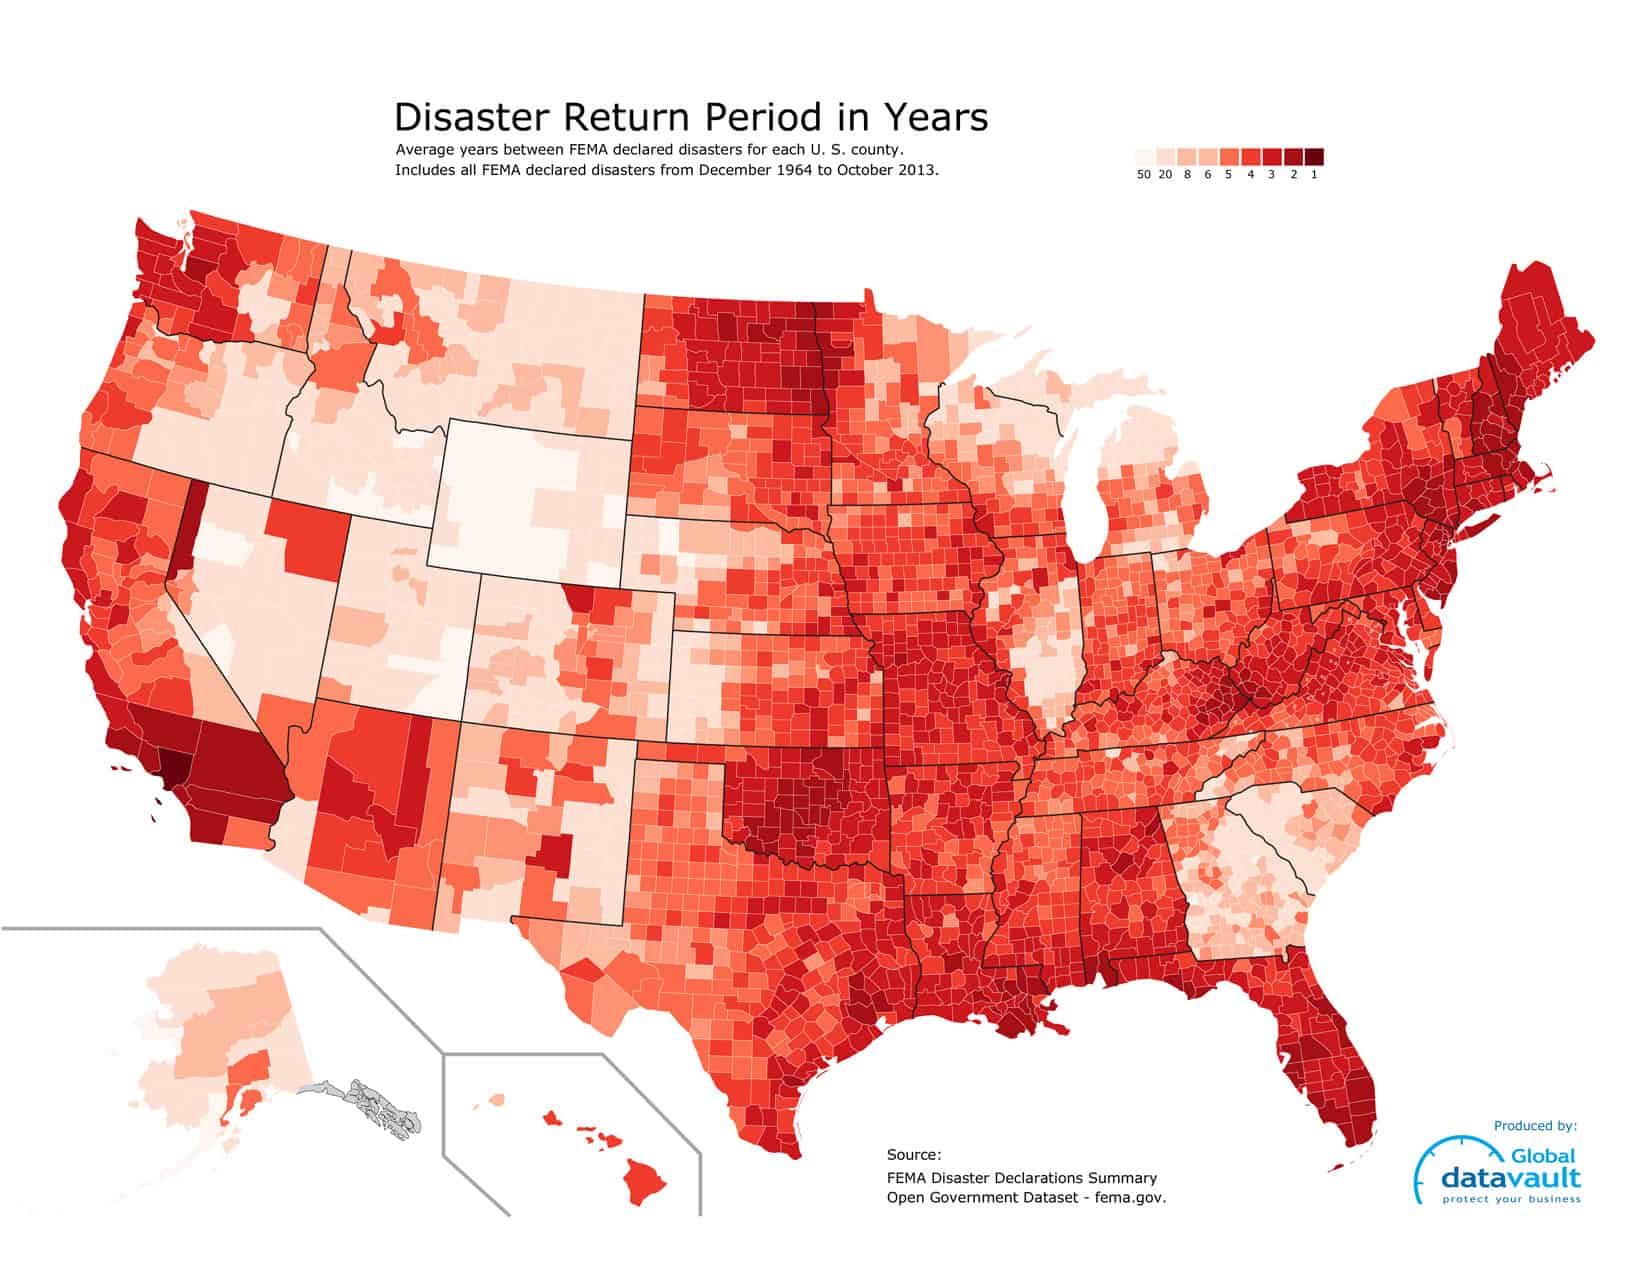 Disaster Return Period in Years
Average years between FEMA declared disasters for each U. S. county.
Includes all FEMA declared disasters from December 1964 to October 2013.
50 20 8 6 5 4 3 2 1
Source:
FEMA Disaster Declarations Summary
Open Government Dataset - fema.gov.
Produced by:
Global
datavault
protect your business